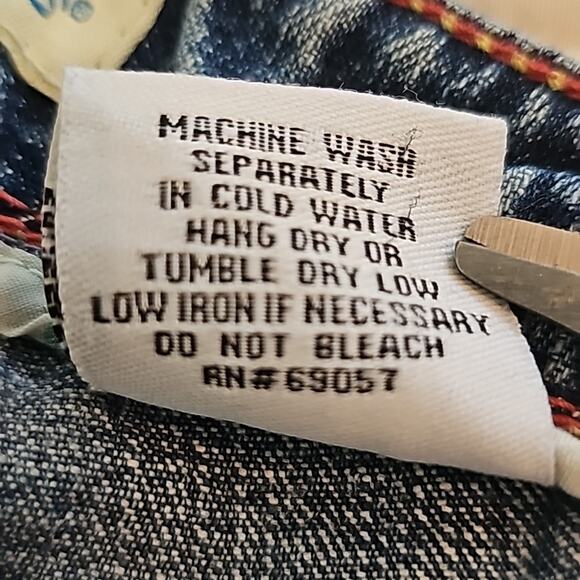 MACHINE WASH
SEPARATELY
IN COLD WATER
HANG DRY OR
TUMBLE DRY LOW
LOW IRON IF NECESSARY
DO NOT BLEACH
RN#69057
®